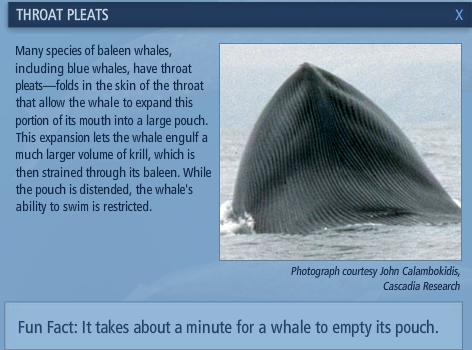 THROAT PLEATS X
Many species of baleen whales,
including blue whales, have throat
pleats—folds in the skin of the throat
that allow the whale to expand this
portion of its mouth into a large pouch.
This expansion lets the whale engulf a
much larger volume of krill, which is
then strained through its baleen. While
the pouch is distended, the whale's
ability to swim is restricted.
Photograph courtesy John Calambokidis,
Cascadia Research
Fun Fact: It takes about a minute for a whale to empty its pouch.